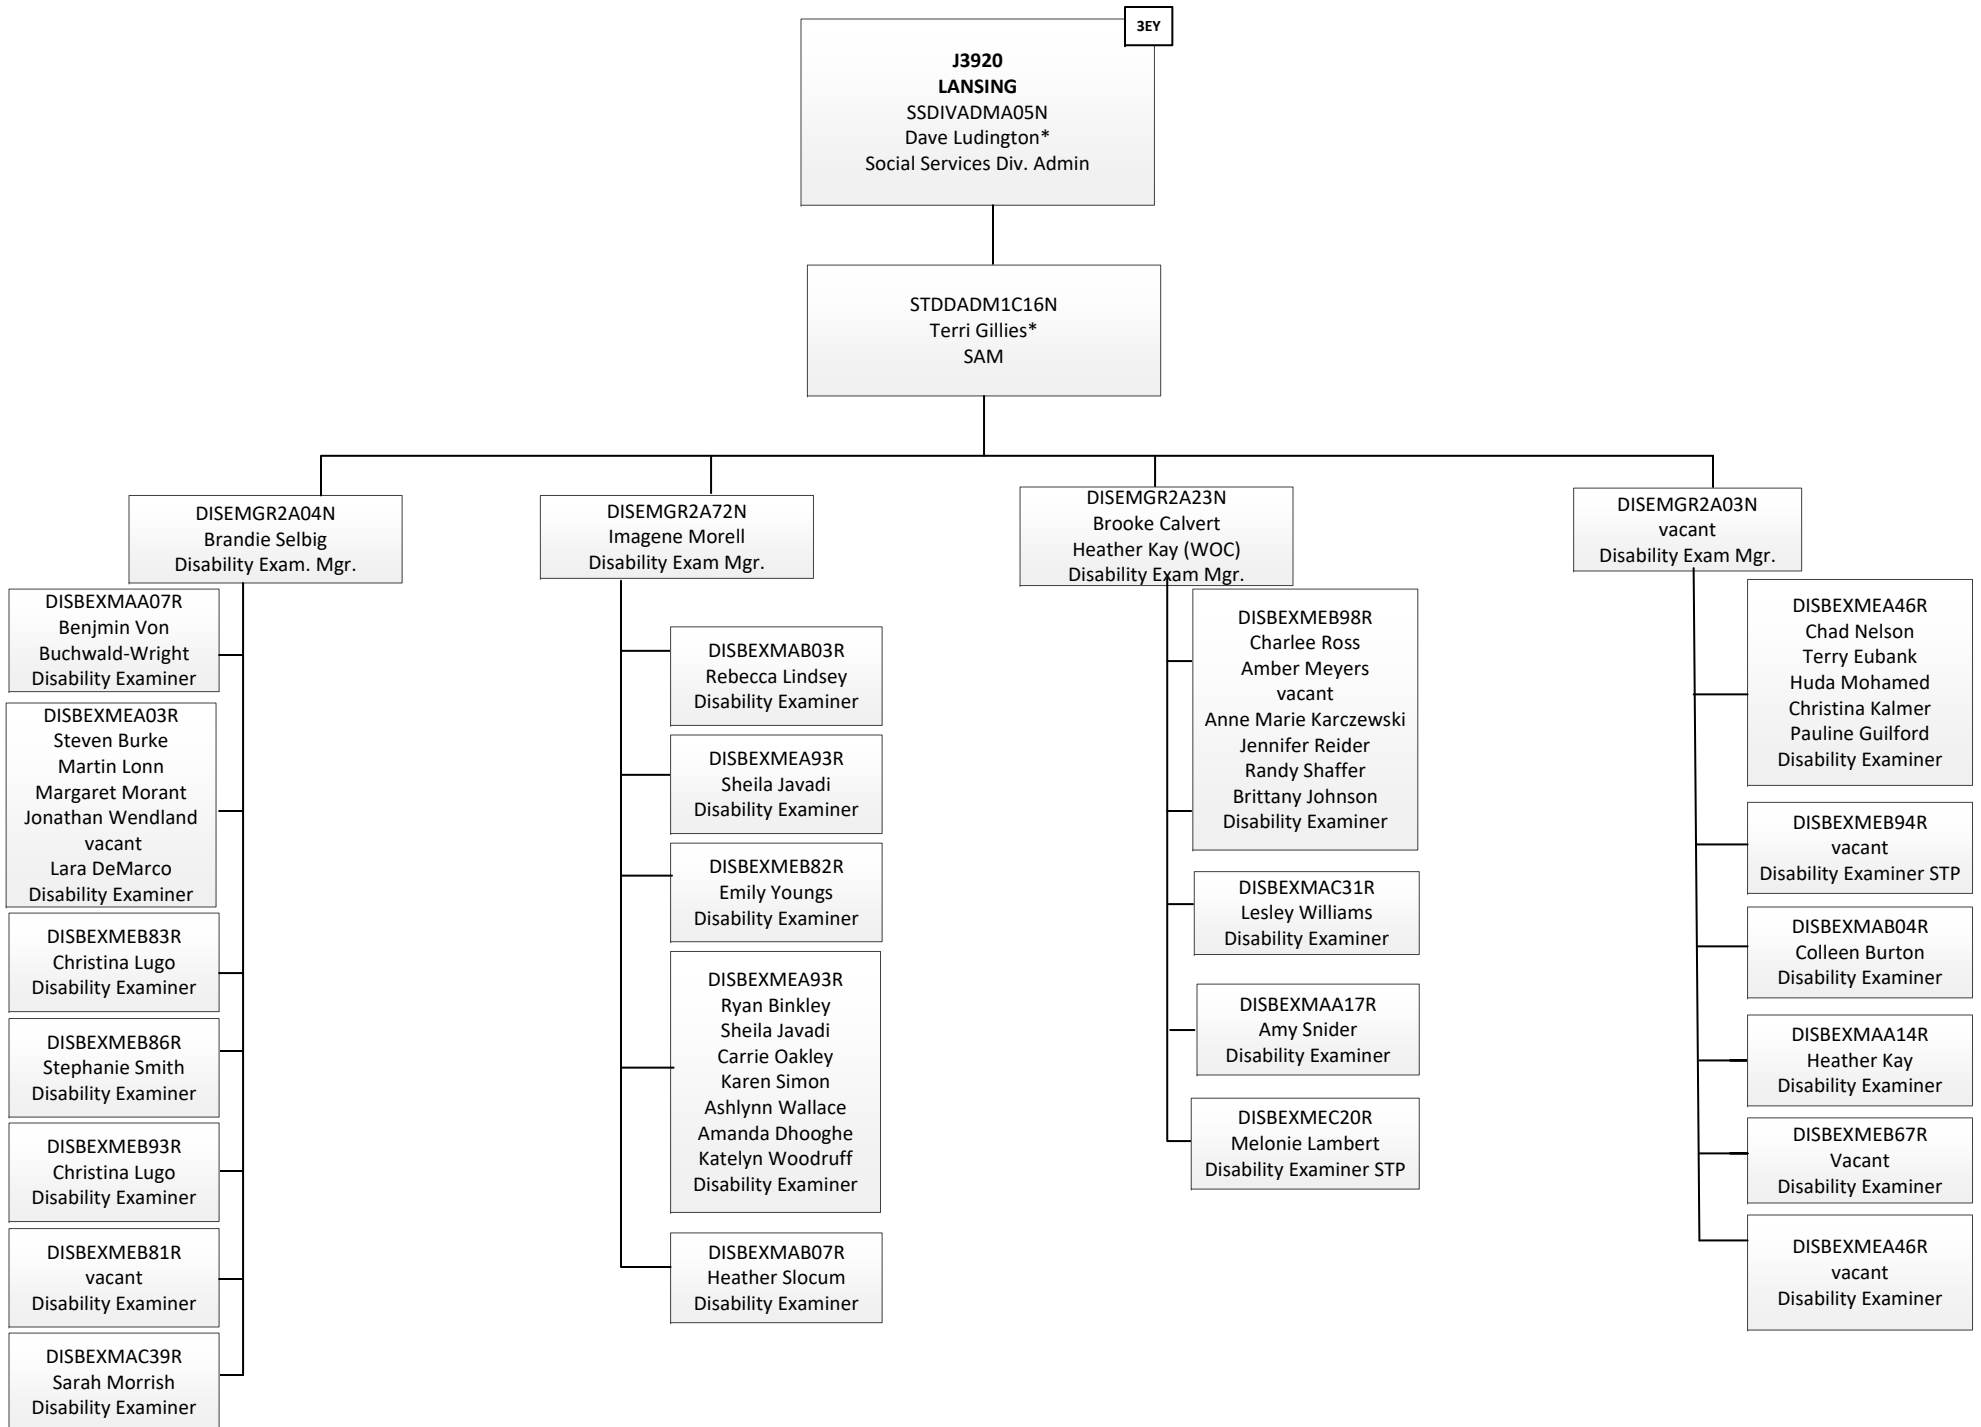 3EY
J3920
LANSING
SSDIVADMA05N
Dave Ludington*
Social Services Div. Admin
STDDADM1C16N
Terri Gillies*
SAM
DISEMGR2A04N
Brandie Selbig
Disability Exam. Mgr.
DISBEXMAA07R
Benjmin Von
Buchwald-Wright
Disability Examiner
DISBEXMEA03R
Steven Burke
Martin Lonn
Margaret Morant
Jonathan Wendland
vacant
Lara DeMarco
Disability Examiner
DISBEXMEB83R
Christina Lugo
Disability Examiner
DISBEXMEB86R
Stephanie Smith
Disability Examiner
DISBEXMEB93R
Christina Lugo
Disability Examiner
DISBEXMEB81R
vacant
Disability Examiner
DISBEXMAC39R
Sarah Morrish
Disability Examiner
DISEMGR2A72N
Imagene Morell
Disability Exam Mgr.
DISBEXMAB03R
Rebecca Lindsey
Disability Examiner
DISBEXMEA93R
Sheila Javadi
Disability Examiner
DISBEXMEB82R
Emily Youngs
Disability Examiner
DISBEXMEA93R
Ryan Binkley
Sheila Javadi
Carrie Oakley
Karen Simon
Ashlynn Wallace
Amanda Dhooghe
Katelyn Woodruff
Disability Examiner
DISBEXMAB07R
Heather Slocum
Disability Examiner
DISEMGR2A23N
Brooke Calvert
Heather Kay (WOC)
Disability Exam Mgr.
DISBEXMEB98R
Charlee Ross
Amber Meyers
vacant
Anne Marie Karczewski
Jennifer Reider
Randy Shaffer
Brittany Johnson
Disability Examiner
DISBEXMAC31R
Lesley Williams
Disability Examiner
DISBEXMAA17R
Amy Snider
Disability Examiner
DISBEXMEC20R
Melonie Lambert
Disability Examiner STP
DISEMGR2A03N
vacant
Disability Exam Mgr.
DISBEXMEA46R
Chad Nelson
Terry Eubank
Huda Mohamed
Christina Kalmer
Pauline Guilford
Disability Examiner
DISBEXMEB94R
vacant
Disability Examiner STP
DISBEXMAB04R
Colleen Burton
Disability Examiner
DISBEXMAA14R
Heather Kay
Disability Examiner
DISBEXMEB67R
Vacant
Disability Examiner
DISBEXMEA46R
vacant
Disability Examiner